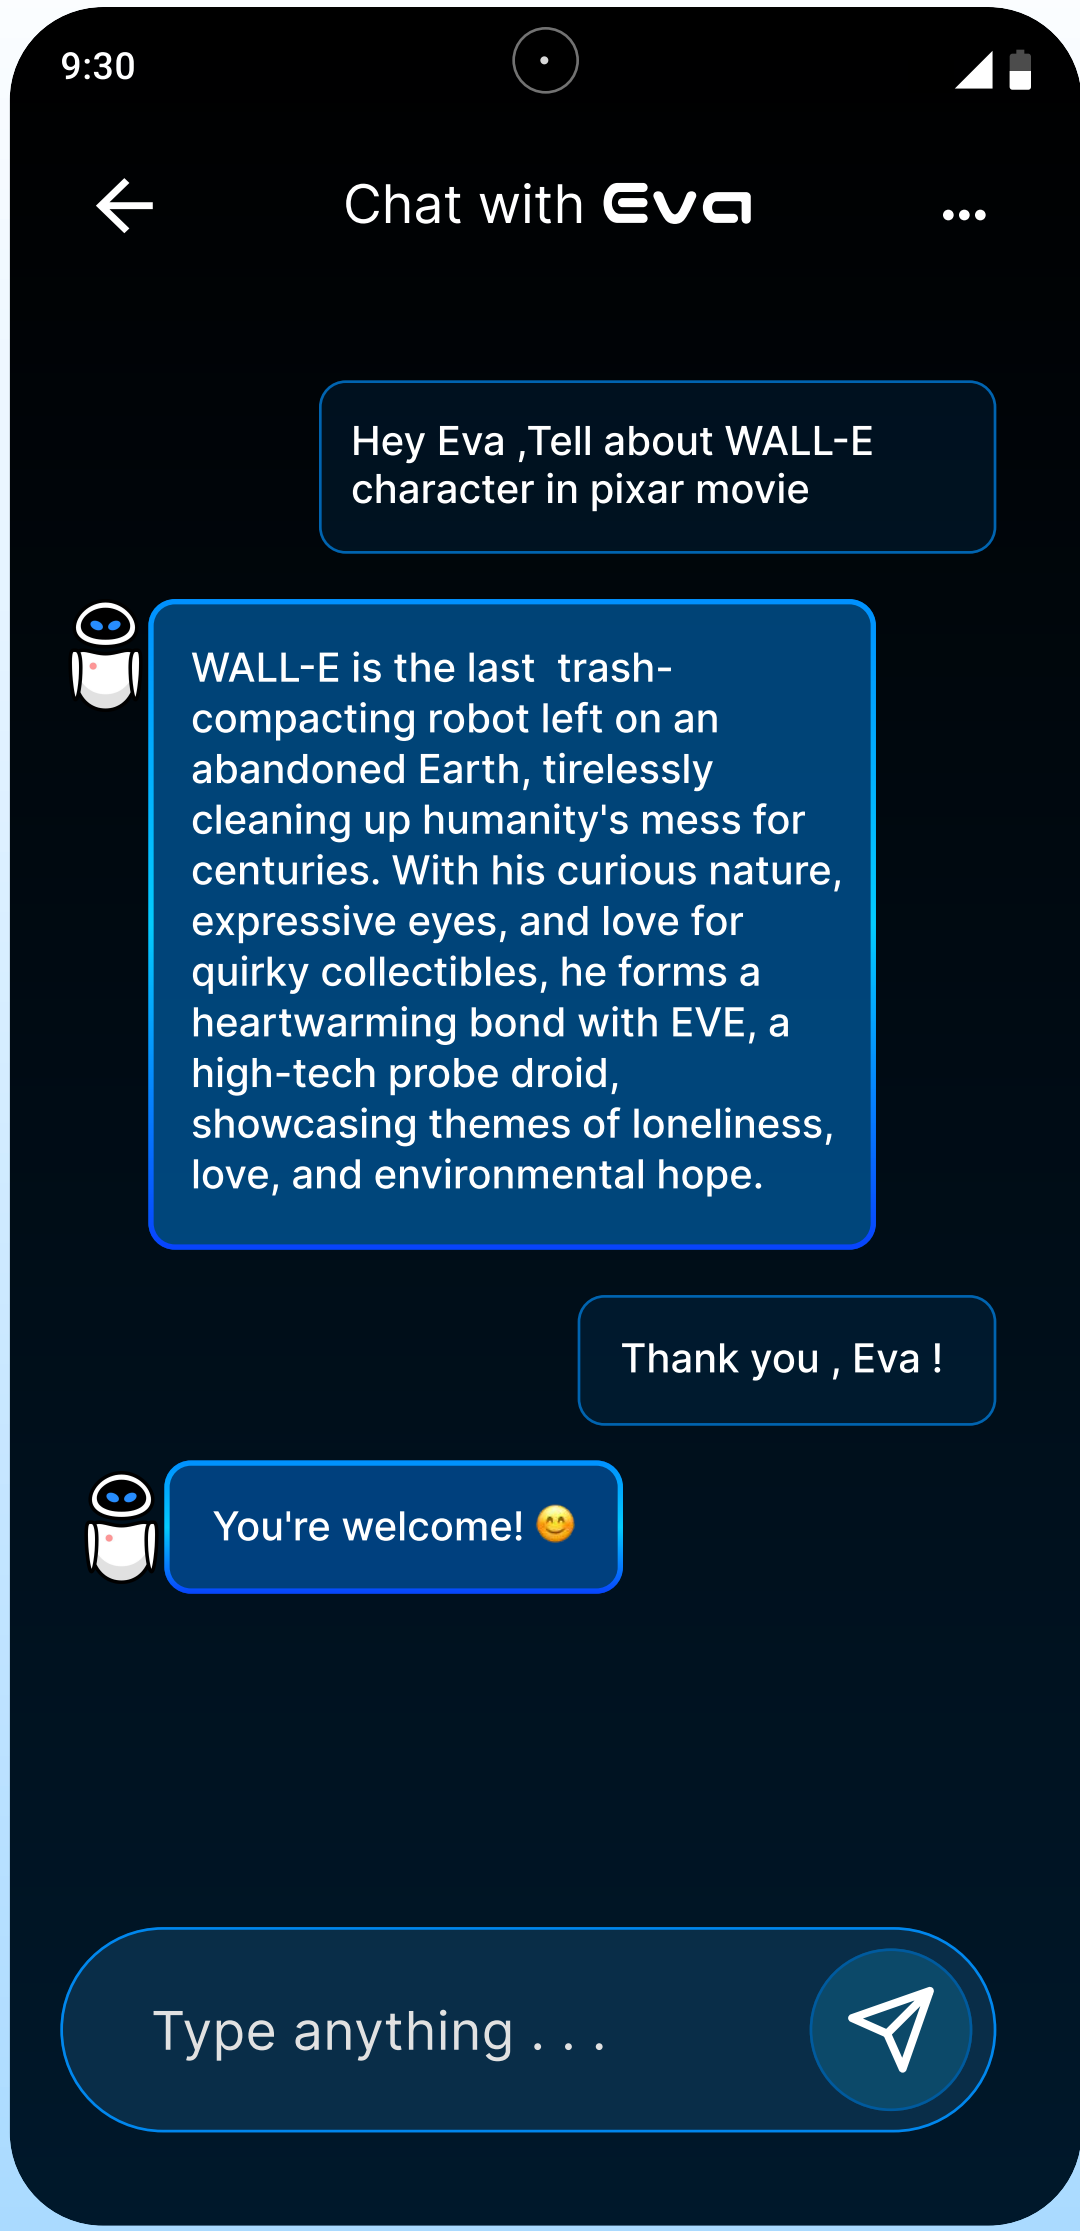 9:30
Chat with Eva
Hey Eva ,Tell about WALL-E
character in pixar movie
WALL-E is the last  trash-
compacting robot left on an
abandoned Earth, tirelessly
cleaning up humanity's mess for
centuries. With his curious nature,
expressive eyes, and love for
quirky collectibles, he forms a
heartwarming bond with EVE, a
high-tech probe droid,
showcasing themes of loneliness,
love, and environmental hope.
Thank you , Eva !
You're welcome! 😊
Type anything . . .